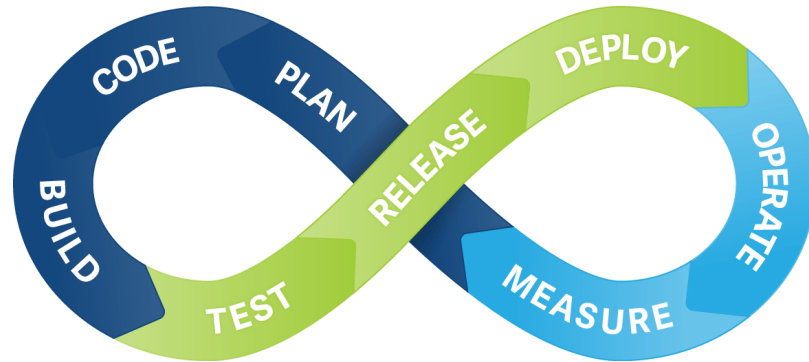 PLAN
CODE
BUILD
TEST
RELEASE
DEPLOY
OPERATE
MEASURE